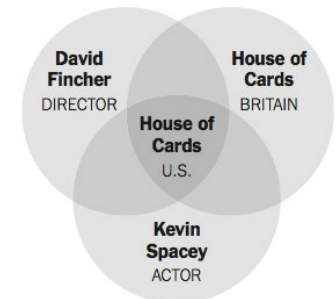 David
Fincher
DIRECTOR
House of
Cards
BRITAIN
House of
Cards
U.S.
Kevin
Spacey
ACTOR